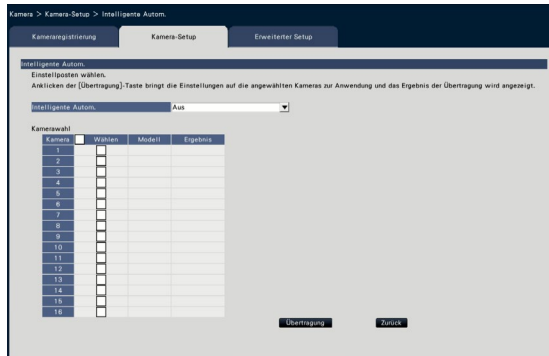 Kamera > Kamera-Setup > Intelligente Autom.
Kameraregistrierung Kamera-Setup Erweiterter Setup
Intelligente Autom.
Einstellposten wählen.
Anklicken der [Übertragung]-Taste bringt die Einstellungen auf die angewählten Kameras zur Anwendung und das Ergebnis der Übertragung wird angezeigt.
Intelligente Autom. Aus
Kamerawahl
Kamera Wählen Modell Ergebnis
1
2
3
4
5
6
7
8
9
10
11
12
13
14
15
16
Übertragung Zurück